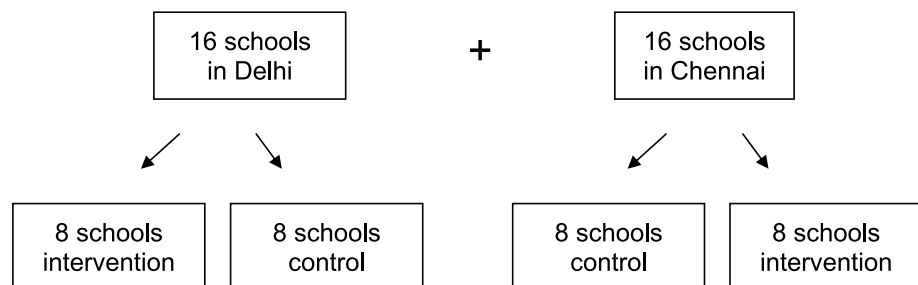 16 schools
in Delhi
+
16 schools
in Chennai
8 schools
intervention
8 schools
control
8 schools
control
8 schools
intervention